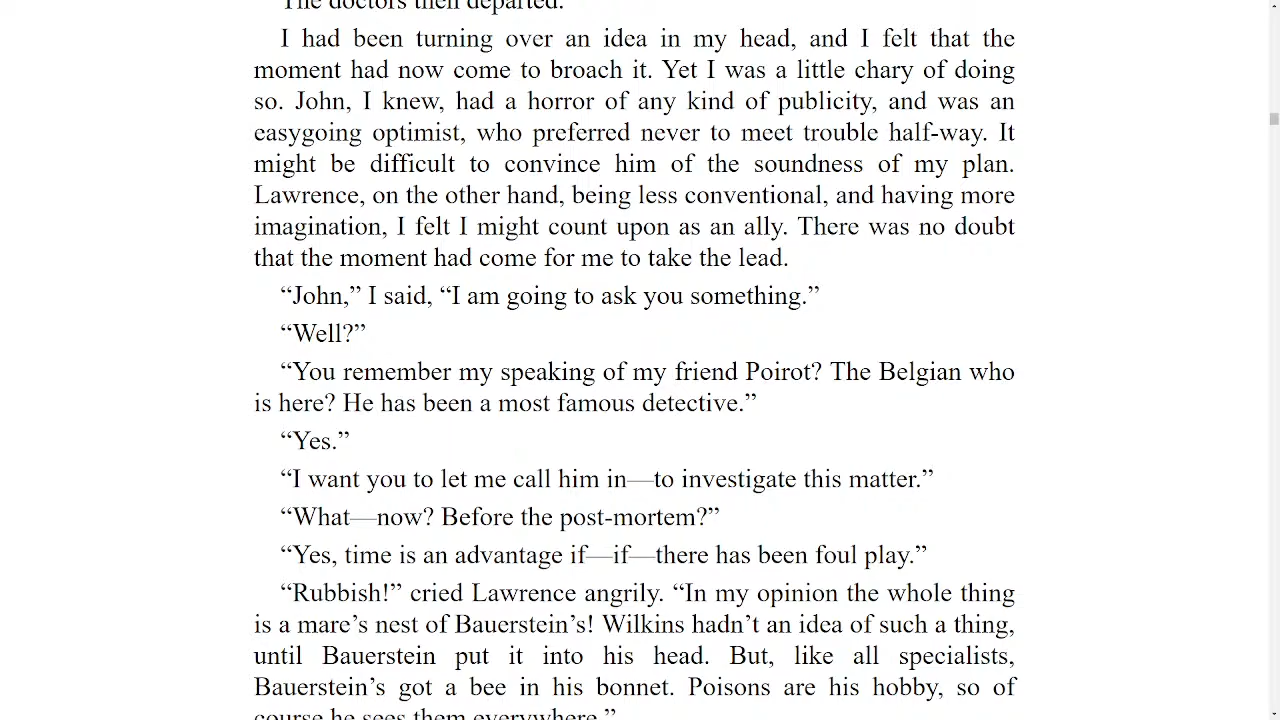 The doctors then departed.
I had been turning over an idea in my head, and I felt that the
moment had now come to broach it. Yet I was a little chary of doing
so. John, I knew, had a horror of any kind of publicity, and was an
easygoing optimist, who preferred never to meet trouble half-way. It
might be difficult to convince him of the soundness of my plan.
Lawrence, on the other hand, being less conventional, and having more
imagination, I felt I might count upon as an ally. There was no doubt
that the moment had come for me to take the lead.
“John,” I said, “I am going to ask you something.”
“Well?”
“You remember my speaking of my friend Poirot? The Belgian who
is here? He has been a most famous detective.”
“Yes.”
“I want you to let me call him in—to investigate this matter.”
“What—now? Before the post-mortem?”
“Yes, time is an advantage if—if—there has been foul play.”
“Rubbish!” cried Lawrence angrily. “In my opinion the whole thing
is a mare’s nest of Bauerstein’s! Wilkins hadn’t an idea of such a thing,
until Bauerstein put it into his head. But, like all specialists,
Bauerstein’s got a bee in his bonnet. Poisons are his hobby, so of
course he sees them everywhere.”